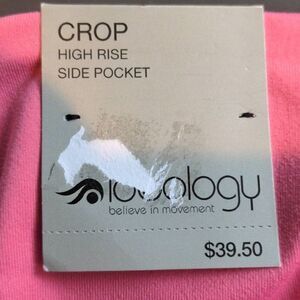 CROP
HIGH RISE
SIDE POCKET
believe in movement
$39.50